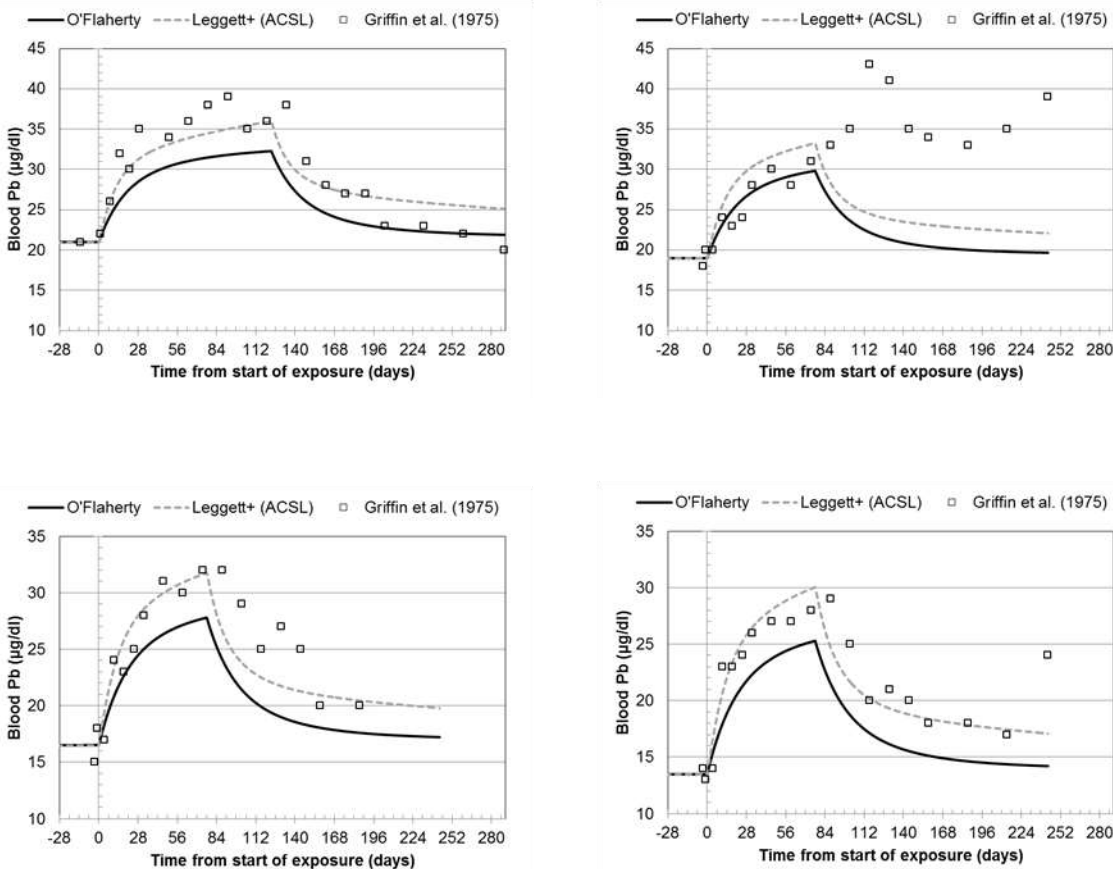 O'Flaherty Leggett+ (ACSL) Griffin et al. (1975)
45
40
35
30
25
20
15
10
Blood Pb (µg/dl)
-28 0 28 56 84 112 140 168 196 224 252 280
Time from start of exposure (days)
O'Flaherty Leggett+ (ACSL) Griffin et al. (1975)
45
40
35
30
25
20
15
10
Blood Pb (µg/dl)
-28 0 28 56 84 112 140 168 196 224 252 280
Time from start of exposure (days)
O'Flaherty Leggett+ (ACSL) Griffin et al. (1975)
35
30
25
20
15
10
Blood Pb (µg/dl)
-28 0 28 56 84 112 140 168 196 224 252 280
Time from start of exposure (days)
O'Flaherty Leggett+ (ACSL) Griffin et al. (1975)
35
30
25
20
15
10
Blood Pb (µg/dl)
-28 0 28 56 84 112 140 168 196 224 252 280
Time from start of exposure (days)